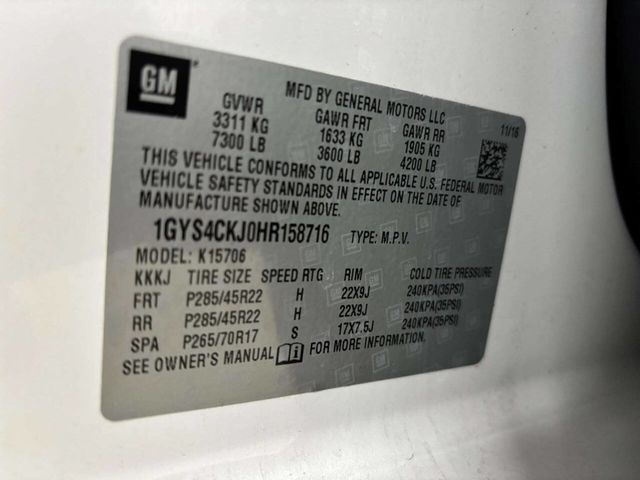 GM
MFD BY GENERAL MOTORS LLC
GVWR GAWR FRT GAWR RR 11/16
3311 KG 1633 KG 1905 KG
7300 LB 3600 LB 4200 LB
THIS VEHICLE CONFORMS TO ALL APPLICABLE U.S. FEDERAL MOTOR
VEHICLE SAFETY STANDARDS IN EFFECT ON THE DATE OF
MANUFACTURE SHOWN ABOVE.
1GYS4CKJ0HR158716 TYPE: M.P.V.
MODEL: K15706
KKKJ TIRE SIZE SPEED RTG RIM COLD TIRE PRESSURE
FRT P285/45R22 H 22X9J 240KPA(35PSI)
RR P285/45R22 H 22X9J 240KPA(35PSI)
SPA P265/70R17 S 17X7.5J 240KPA(35PSI)
SEE OWNER'S MANUAL i FOR MORE INFORMATION.